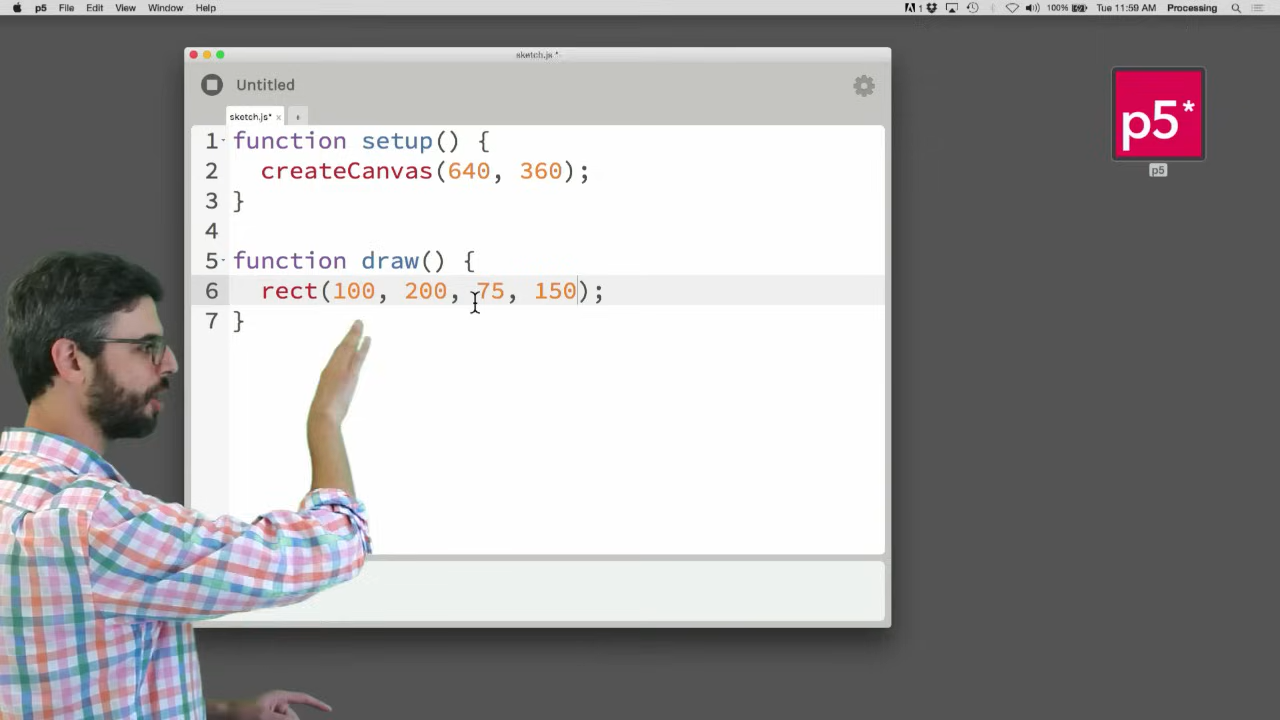 p5 File Edit View Window Help
1 100% Tue 11:59 AM Processing
sketch.js *
Untitled
sketch.js* × +
1 function setup() {
2 createCanvas(640, 360);
3 }
4
5 function draw() {
6 rect(100, 200, 75, 150);
7 }
p5*
p5